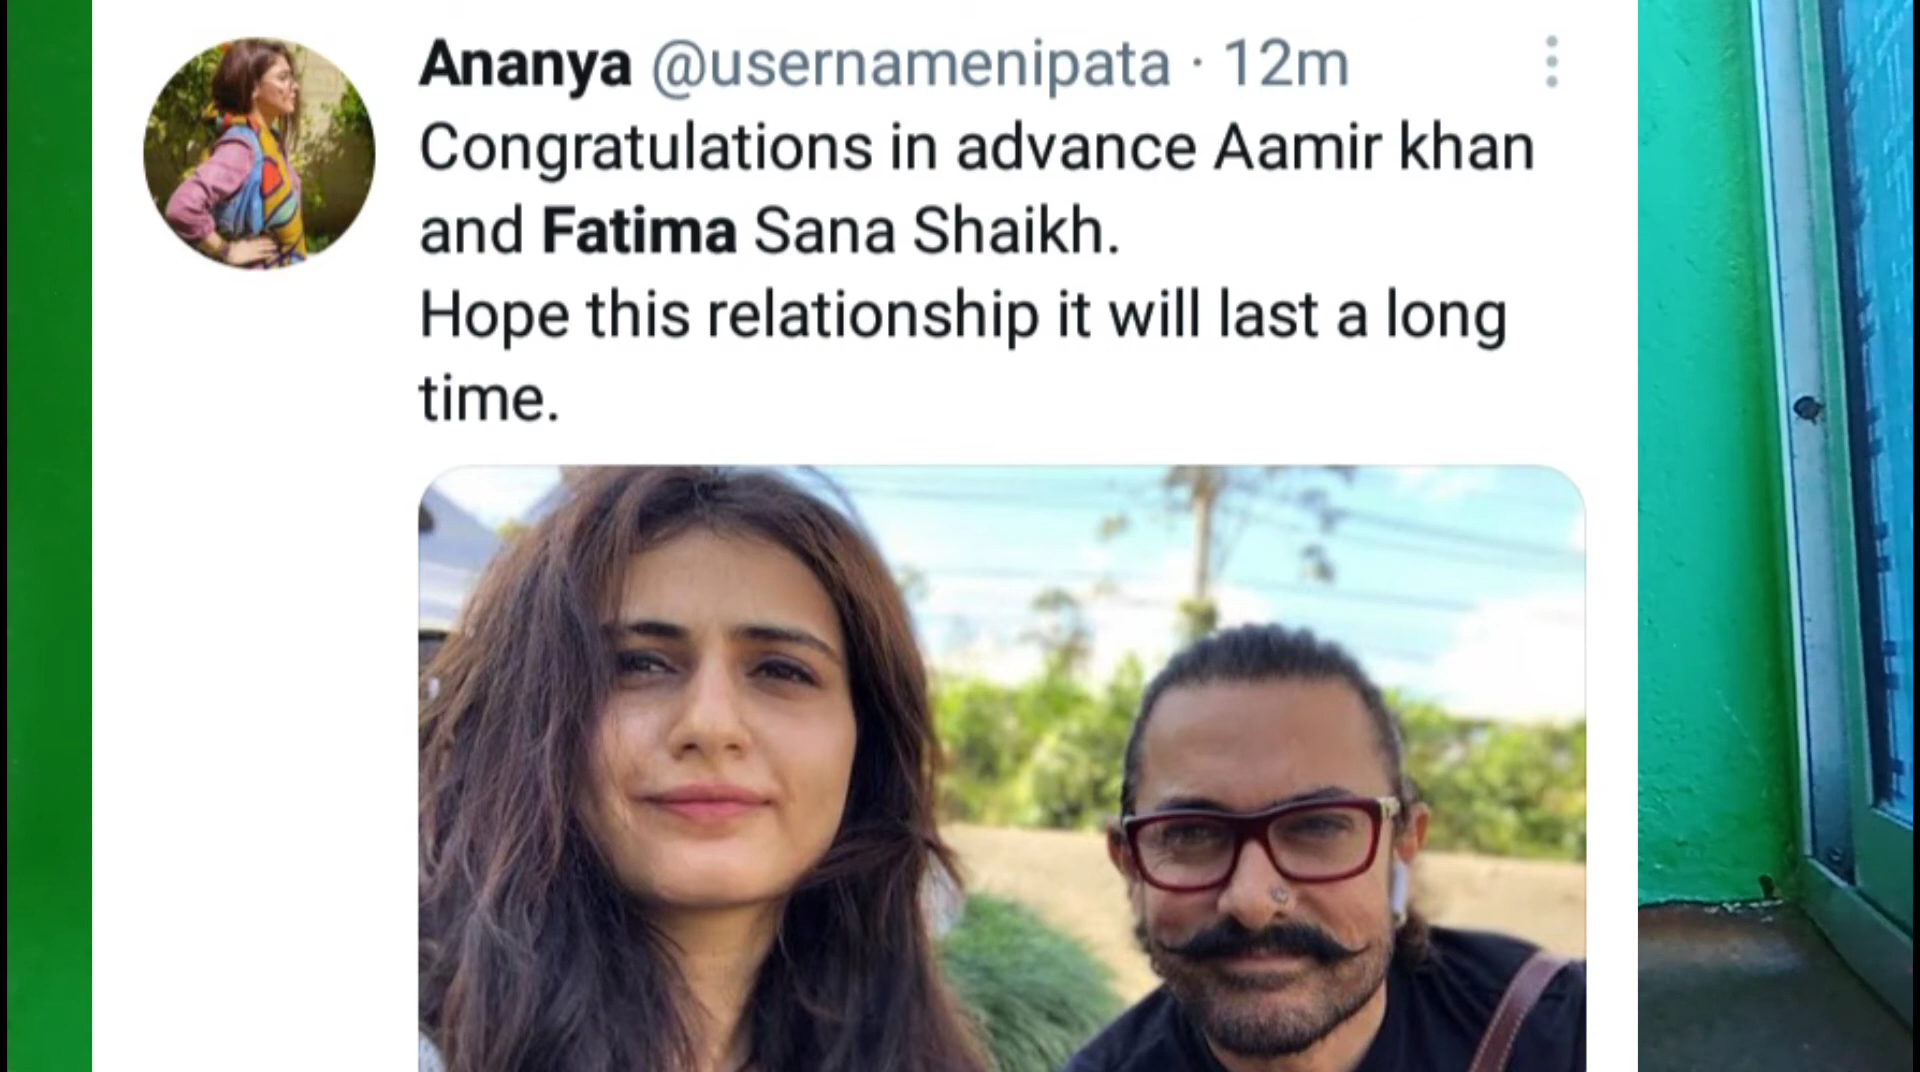 Ananya @usernamenipata · 12m
Congratulations in advance Aamir khan
and Fatima Sana Shaikh.
Hope this relationship it will last a long
time.